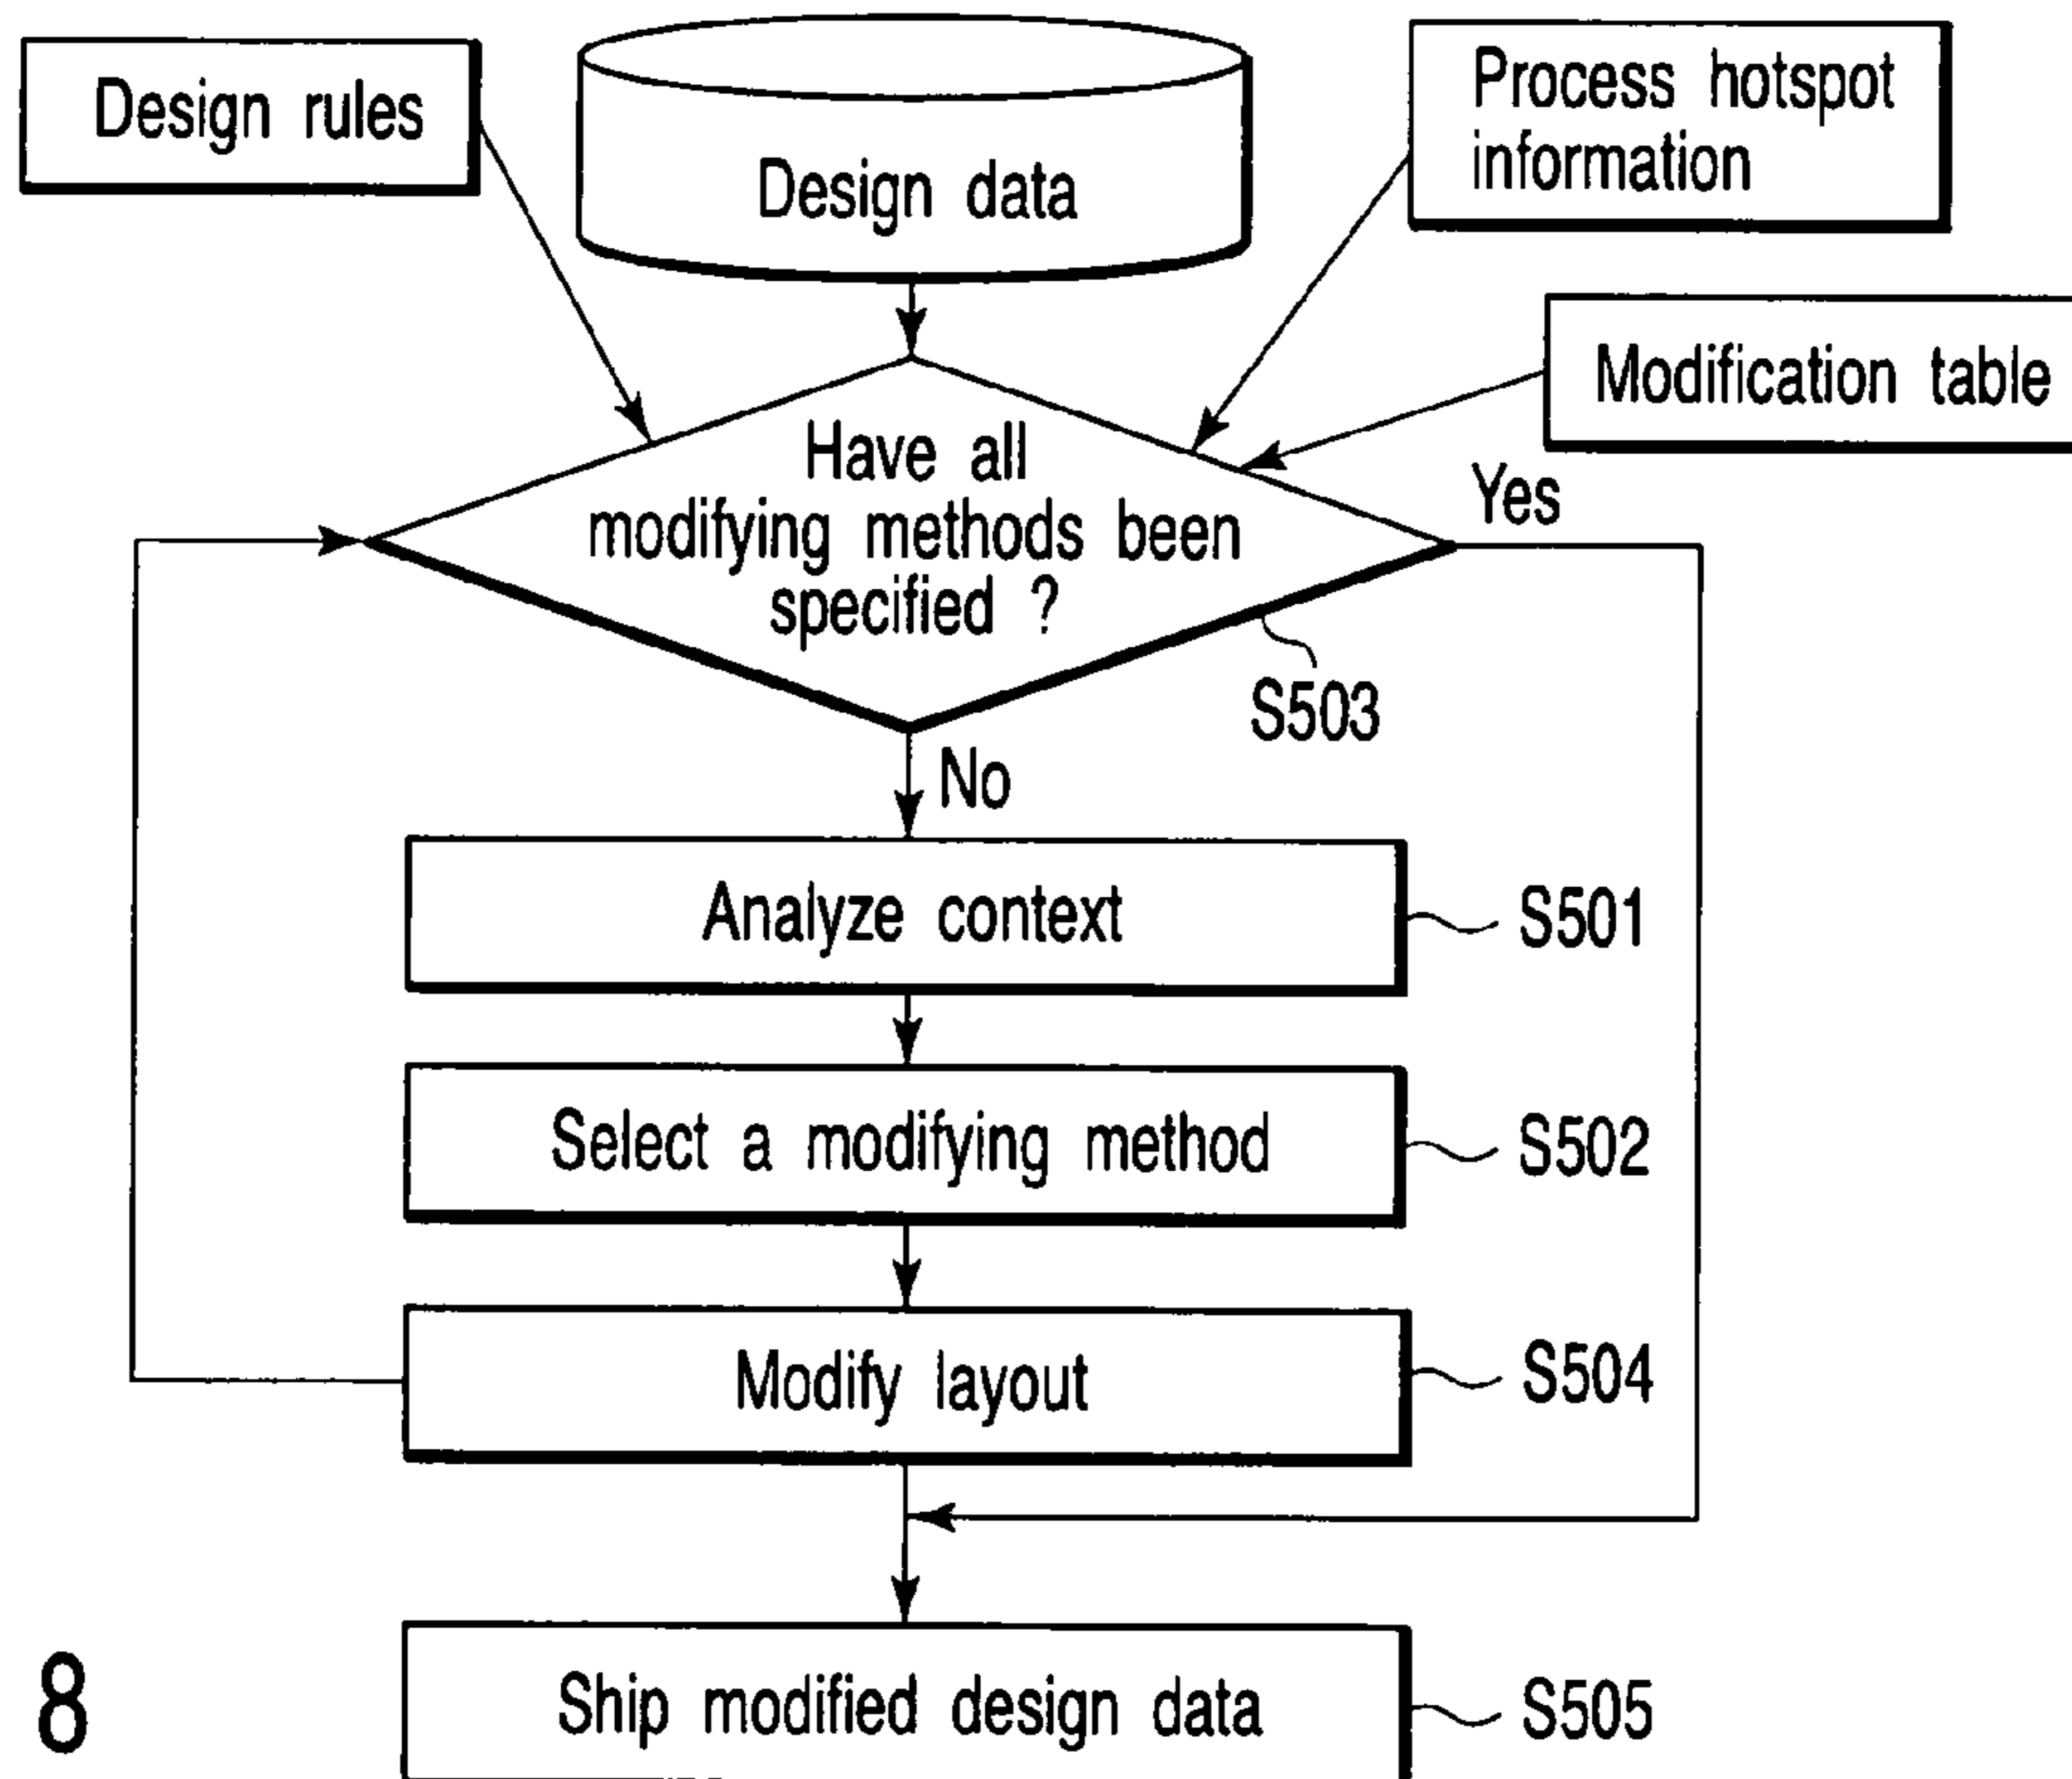 Design rules
Design data
Process hotspot
information
Modification table
Have all
modifying methods been
specified ?
Yes
S503
No
Analyze context
S501
Select a modifying method
S502
Modify layout
S504
Ship modified design data
S505
8